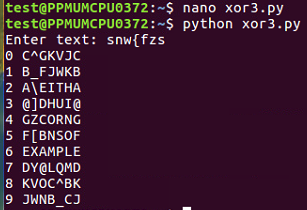 test@PPMUMCPU0372:~$ nano xor3.py
test@PPMUMCPU0372:~$ python xor3.py
Enter text: snw{fzs
0 C^GKVJC
1 B_FJWKB
2 A\EITHA
3 @]DHUI@
4 GZCORNG
5 F[BNSOF
6 EXAMPLE
7 DY@LQMD
8 KVOC^BK
9 JWNB_CJ